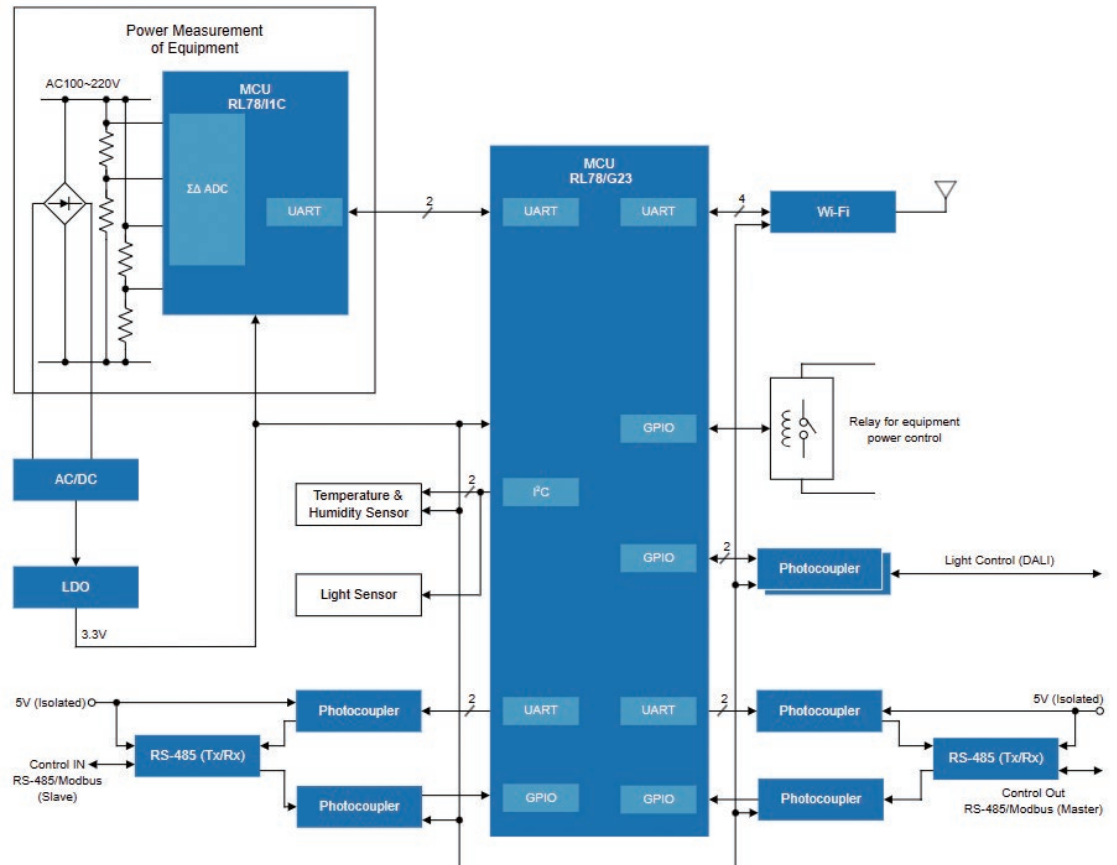 Power Measurement
of Equipment
AC100~220V
MCU
RL78/I1C
ΣΔ ADC
UART
2
MCU
RL78/G23
UART
UART
4
Wi-Fi
GPIO
Relay for equipment
power control
AC/DC
Temperature &
Humidity Sensor
2
I²C
GPIO
2
Photocoupler
Light Control (DALI)
LDO
Light Sensor
3.3V
5V (Isolated)
Photocoupler
2
UART
UART
2
Photocoupler
5V (Isolated)
RS-485 (Tx/Rx)
RS-485 (Tx/Rx)
Control IN
RS-485/Modbus
(Slave)
Photocoupler
GPIO
GPIO
Photocoupler
Control Out
RS-485/Modbus (Master)